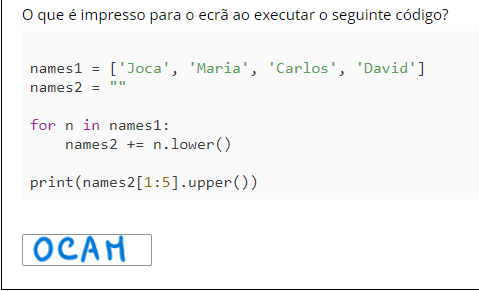 O que é impresso para o ecrã ao executar o seguinte código?
names1 = ['Joca', 'Maria', 'Carlos', 'David']
names2 = ""
for n in names1:
    names2 += n.lower()
print(names2[1:5].upper())
OCAM